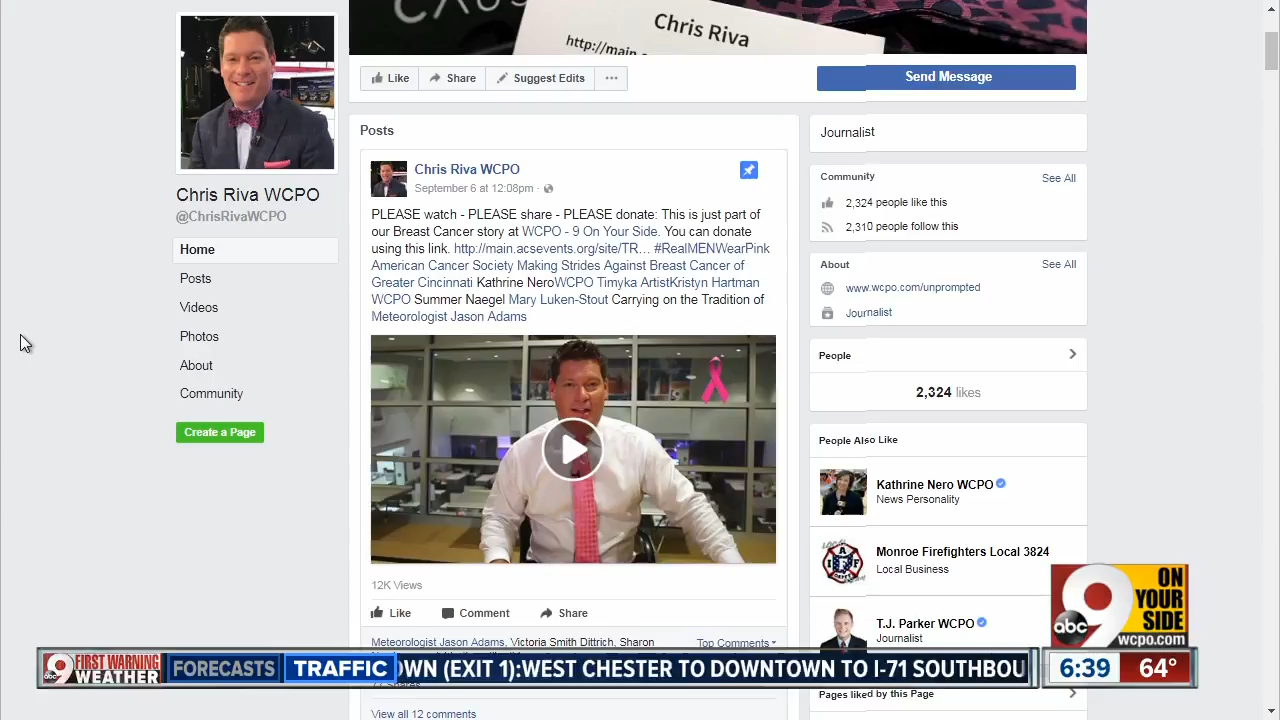 Chris Riva
http://main.
Like
Share
Suggest Edits
Send Message
Chris Riva WCPO
@ChrisRivaWCPO
Home
Posts
Videos
Photos
About
Community
Create a Page
Posts
Chris Riva WCPO
September 6 at 12:08pm ·
PLEASE watch - PLEASE share - PLEASE donate: This is just part of
our Breast Cancer story at WCPO - 9 On Your Side. You can donate
using this link. http://main.acsevents.org/site/TR... #RealMENWearPink
American Cancer Society Making Strides Against Breast Cancer of
Greater Cincinnati Kathrine NeroWCPO Timyka ArtistKristyn Hartman
WCPO Summer Naegel Mary Luken-Stout Carrying on the Tradition of
Meteorologist Jason Adams
12K Views
Like
Comment
Share
Meteorologist Jason Adams, Victoria Smith Dittrich, Sharon
Top Comments
View all 12 comments
Journalist
Community
See All
2,324 people like this
2,310 people follow this
About
See All
www.wcpo.com/unprompted
Journalist
People
2,324 likes
People Also Like
Kathrine Nero WCPO
News Personality
Monroe Firefighters Local 3824
Local Business
T.J. Parker WCPO
Journalist
Pages liked by this Page
9
abc
ON
YOUR
SIDE
wcpo.com
9
abc
FIRST WARNING
WEATHER
FORECASTS
TRAFFIC
OWN (EXIT 1):WEST CHESTER TO DOWNTOWN TO I-71 SOUTHBOU
6:39
64°